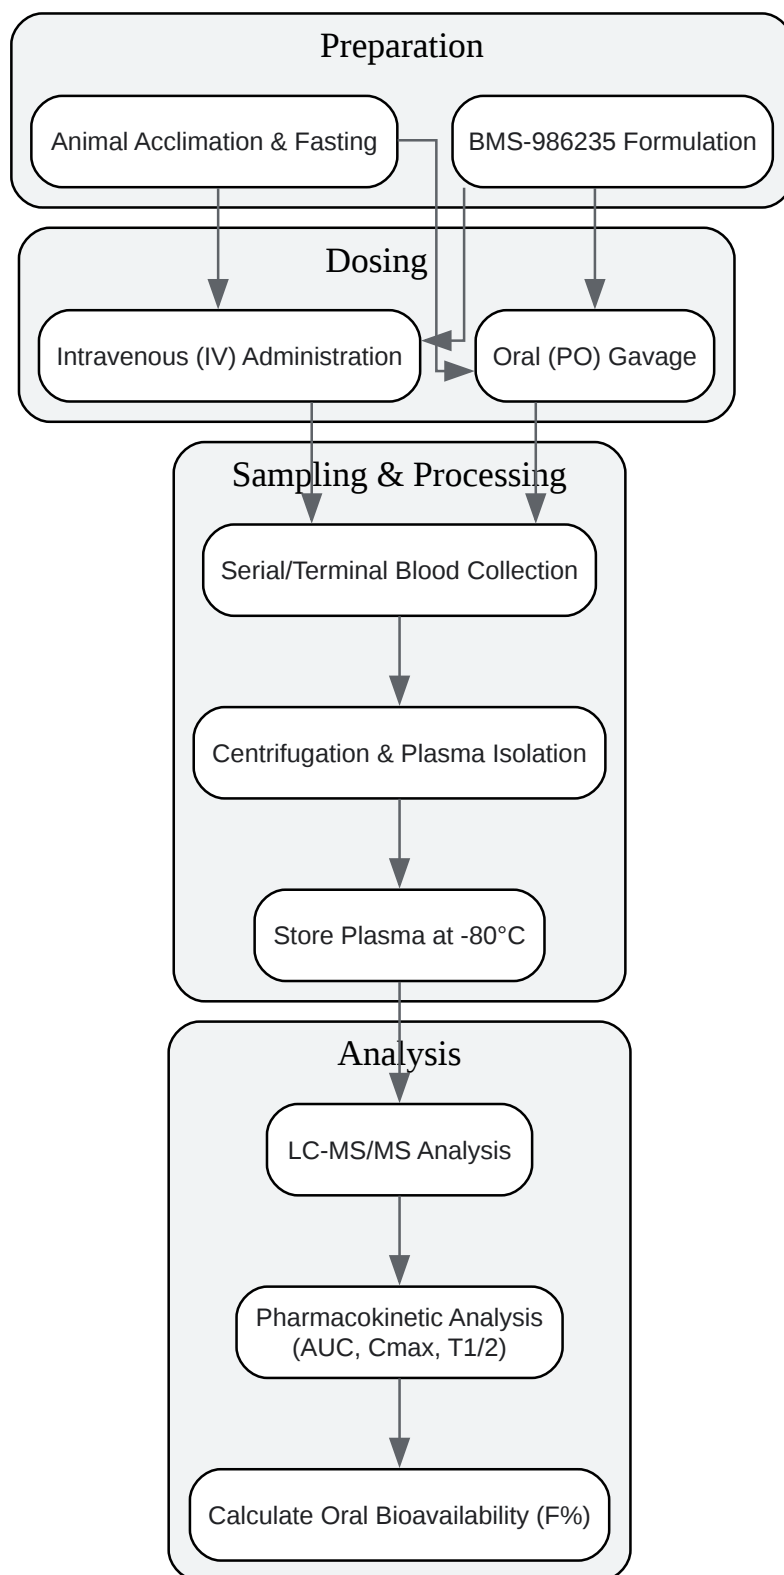 Preparation
Animal Acclimation & Fasting
BMS-986235 Formulation
Dosing
Intravenous (IV) Administration
Oral (PO) Gavage
Sampling & Processing
Serial/Terminal Blood Collection
Centrifugation & Plasma Isolation
Store Plasma at -80°C
Analysis
LC-MS/MS Analysis
Pharmacokinetic Analysis
(AUC, Cmax, T1/2)
Calculate Oral Bioavailability (F%)